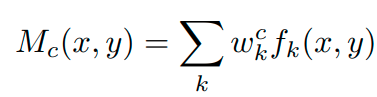 $M_c(x, y) = \sum_k w_k^c f_k(x, y)$